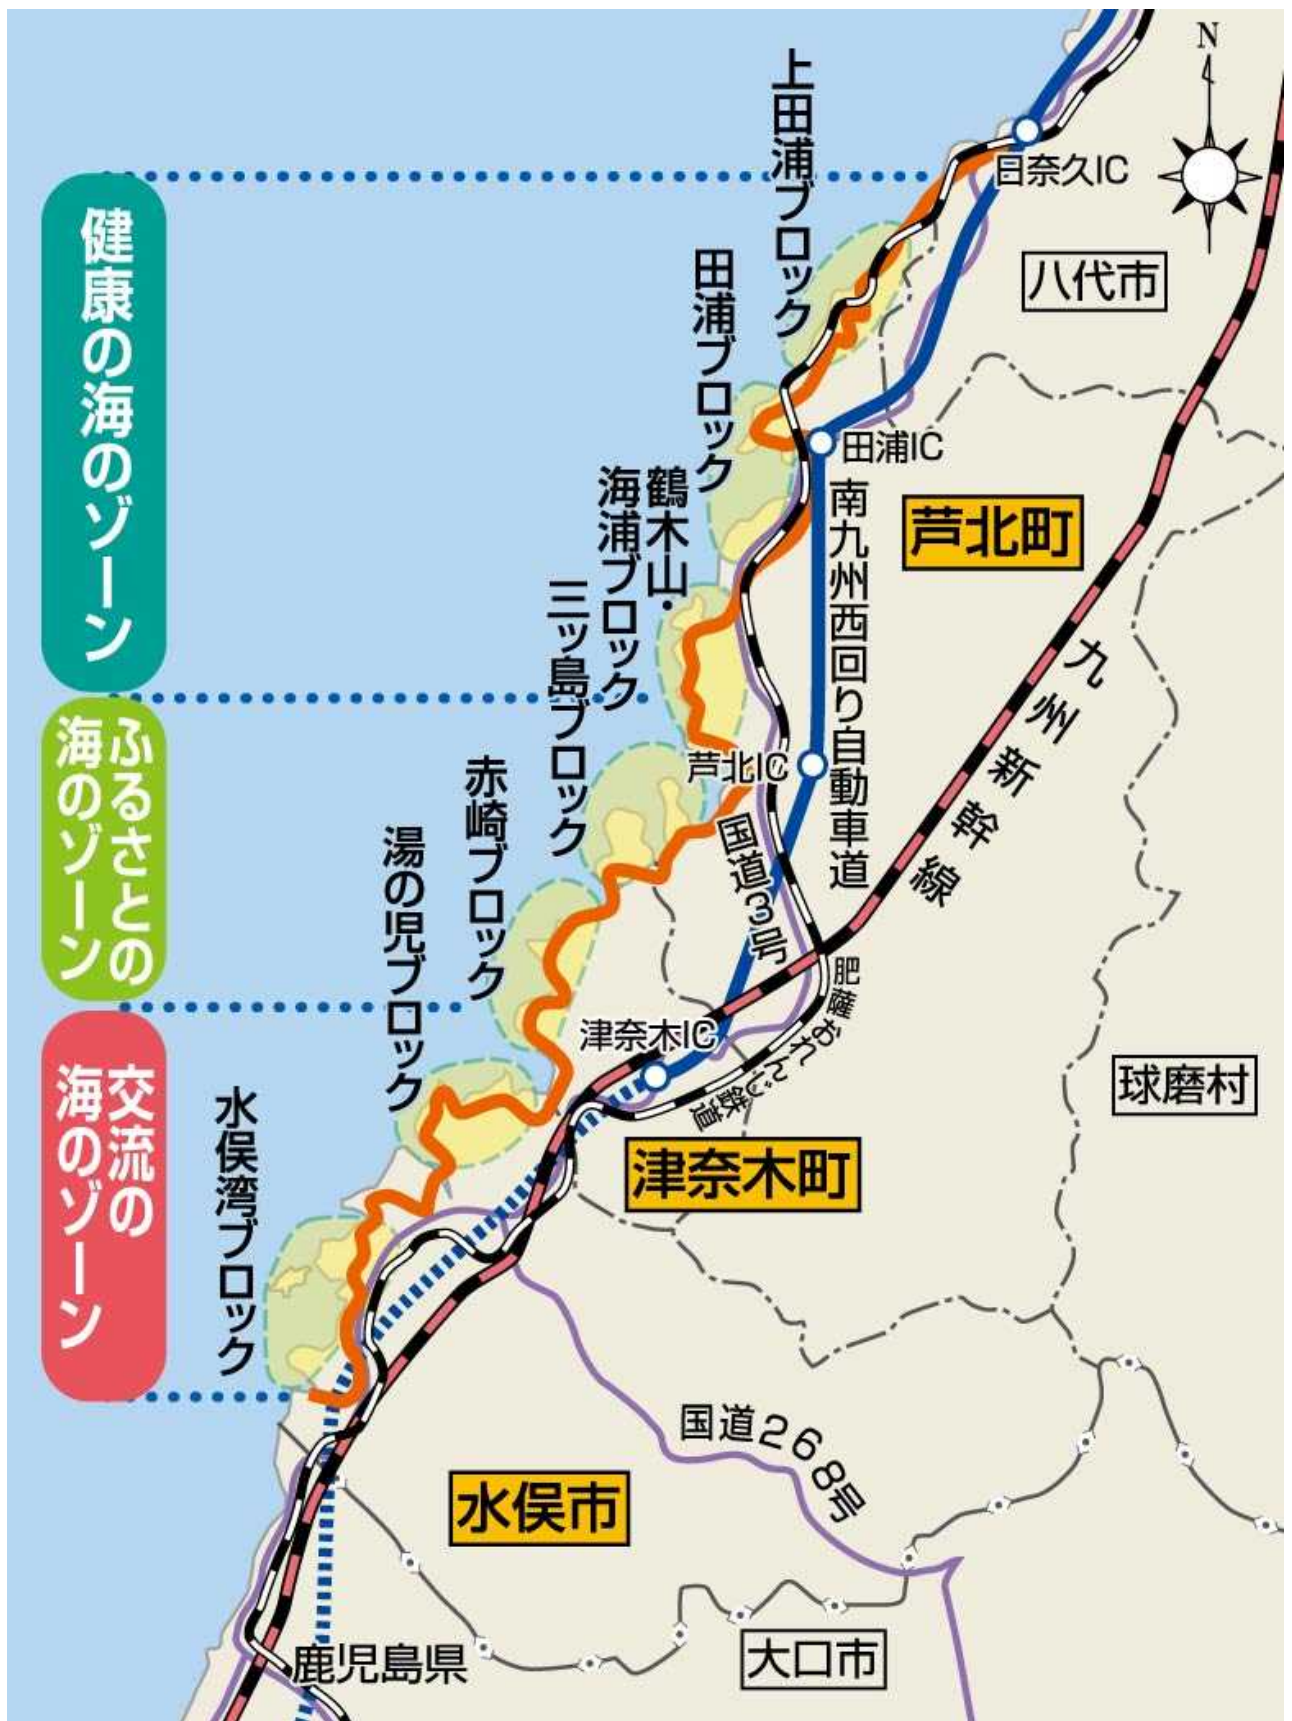 N
上田浦ブロック
日奈久IC
健康の海のゾーン
田浦ブロック
八代市
田浦IC
鶴木山・
海浦ブロック
南九州西回り自動車道
芦北町
三ッ島ブロック
九州新幹線
ふるさとの
海のゾーン
赤崎ブロック
芦北IC
国道3号
湯の児ブロック
肥薩おれんじ鉄道
津奈木IC
交流の
海のゾーン
水俣湾ブロック
球磨村
津奈木町
国道268号
水俣市
鹿児島県
大口市